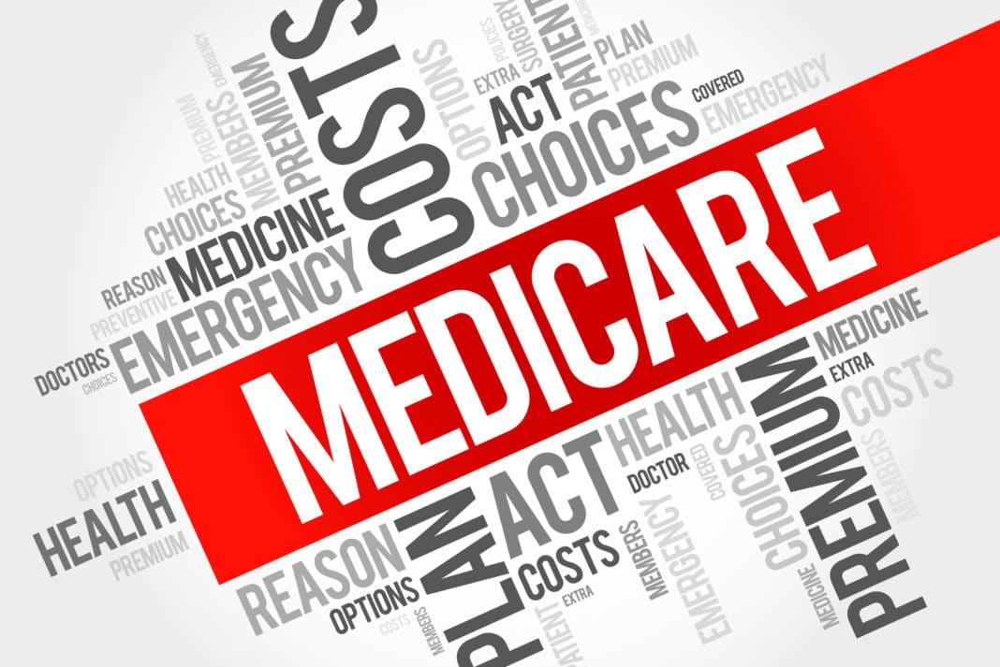 COSTS
POLICIES
SURGERY
PATIENT
MEDICINE
EMERGENCY
PREMIUM
MEMBERS
PREMIUM
OPTIONS
EXTRA
ACT
PLAN
PREMIUM
COVERED
EMERGENCY
PREMIUM
HEALTH
CHOICES
CHOICES
REASON
MEDICINE
PREVENTIVE
EMERGENCY
DOCTORS
CHOICES
MEDICARE
OPTIONS
HEALTH
PREMIUM
REASON
OPTIONS
COSTS
MEMBERS
PLAN
ACT
COSTS
EXTRA
PATIENT
HEALTH
DOCTOR
MEMBERS
EMERGENCY
COVERED
CHOICES
PREMIUM
MEDICINE
MEDICINE
EXTRA
COSTS
MEMBERS